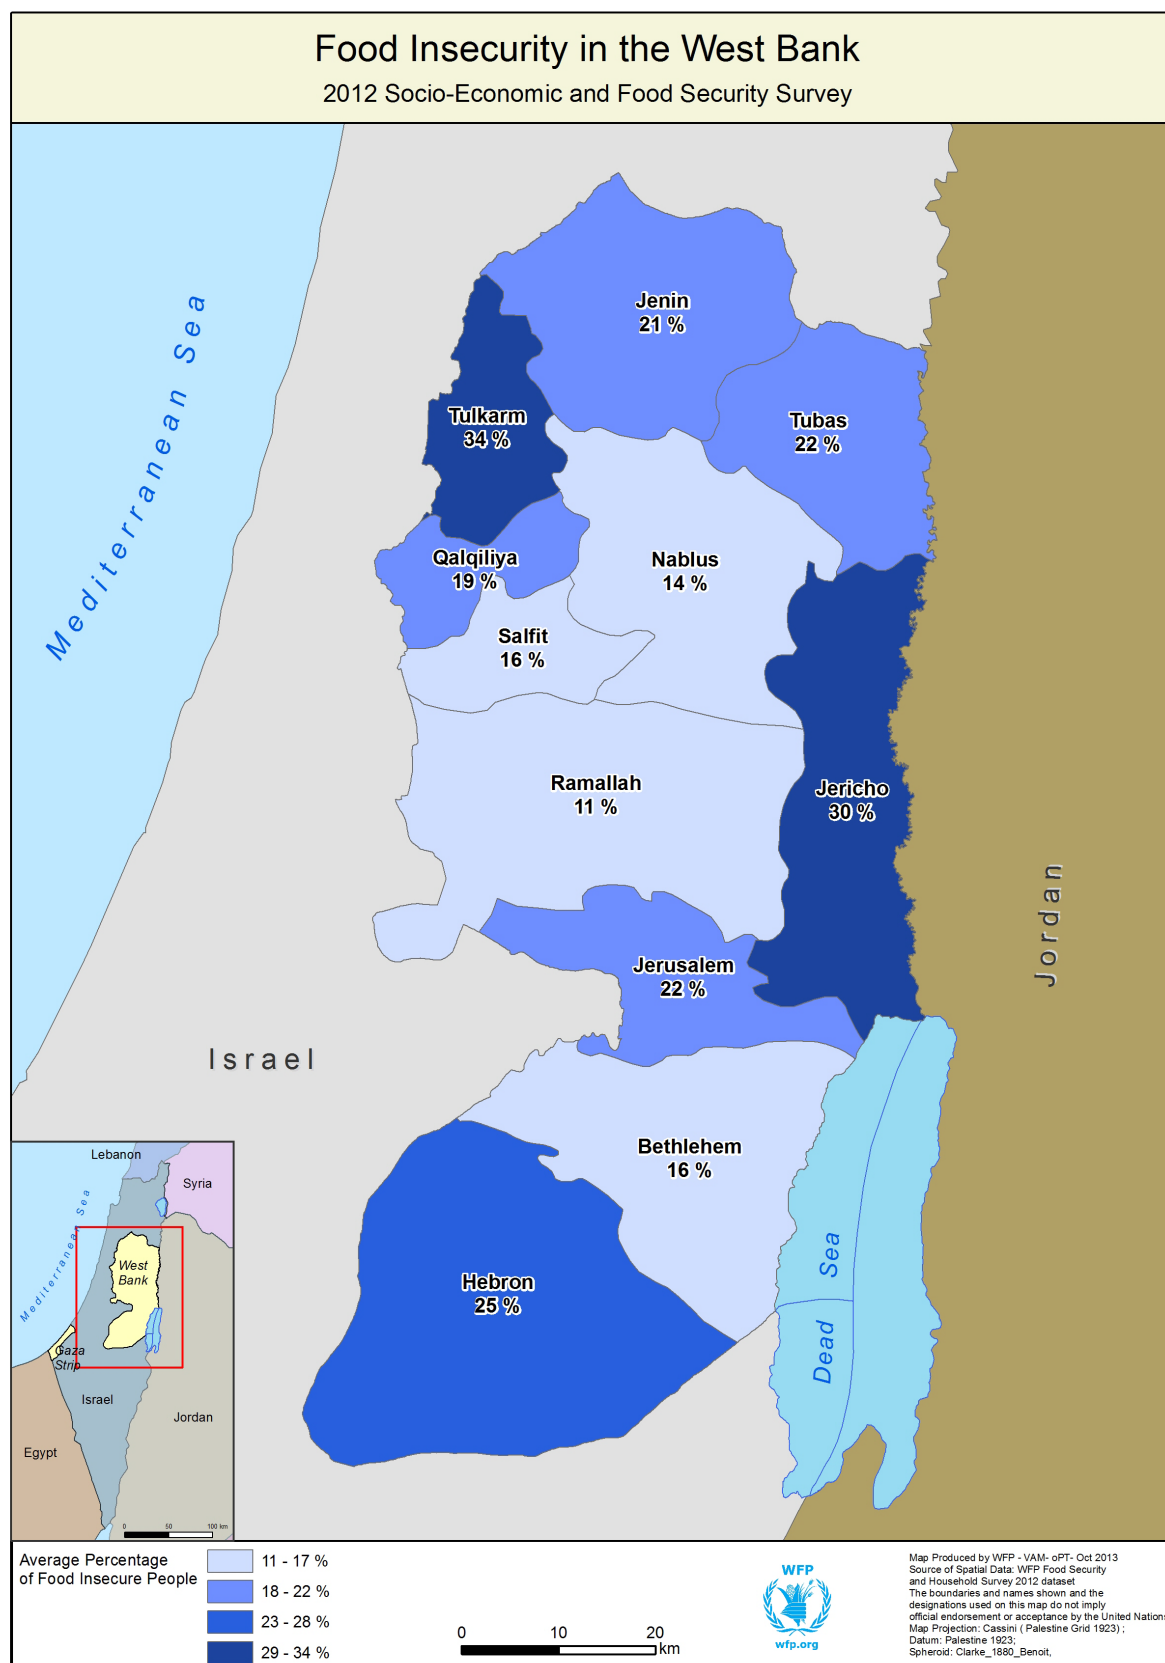 Food Insecurity in the West Bank
2012 Socio-Economic and Food Security Survey
Mediterranean Sea
Jenin
21 %
Tulkarm
34 %
Tubas
22 %
Qalqiliya
19 %
Nablus
14 %
Salfit
16 %
Ramallah
11 %
Jericho
30 %
Jordan
Jerusalem
22 %
Israel
Bethlehem
16 %
Hebron
25 %
Dead Sea
Lebanon
Syria
Mediterranean Sea
West
Bank
Gaza
Strip
Israel
Jordan
Egypt
0 50 100 km
Average Percentage
of Food Insecure People
11 - 17 %
18 - 22 %
23 - 28 %
29 - 34 %
0 10 20
km
WFP
wfp.org
Map Produced by WFP - VAM- oPT- Oct 2013
Source of Spatial Data: WFP Food Security
and Household Survey 2012 dataset
The boundaries and names shown and the
designations used on this map do not imply
official endorsement or acceptance by the United Nations
Map Projection: Cassini ( Palestine Grid 1923) ;
Datum: Palestine 1923;
Spheroid: Clarke_1880_Benoit,